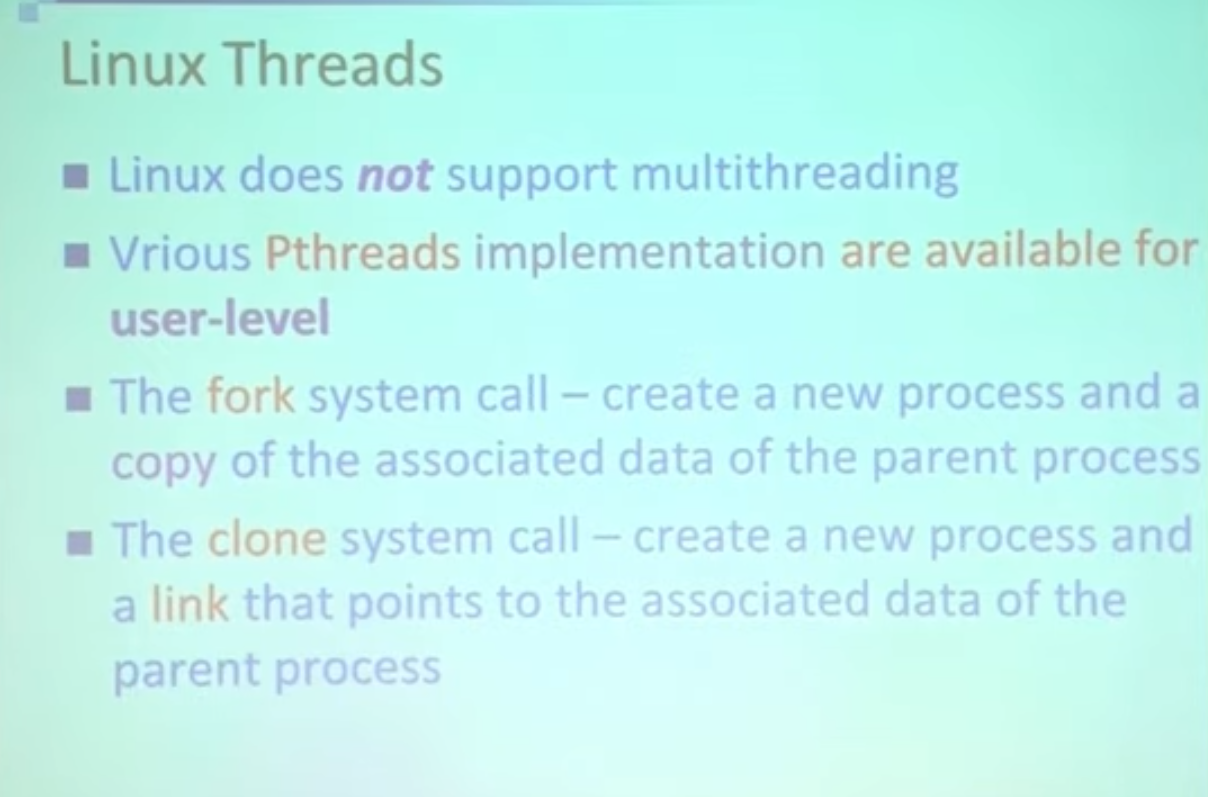 Linux Threads
■ Linux does not support multithreading
■ Vrious Pthreads implementation are available for
user-level
■ The fork system call – create a new process and a
copy of the associated data of the parent process
■ The clone system call – create a new process and
a link that points to the associated data of the
parent process